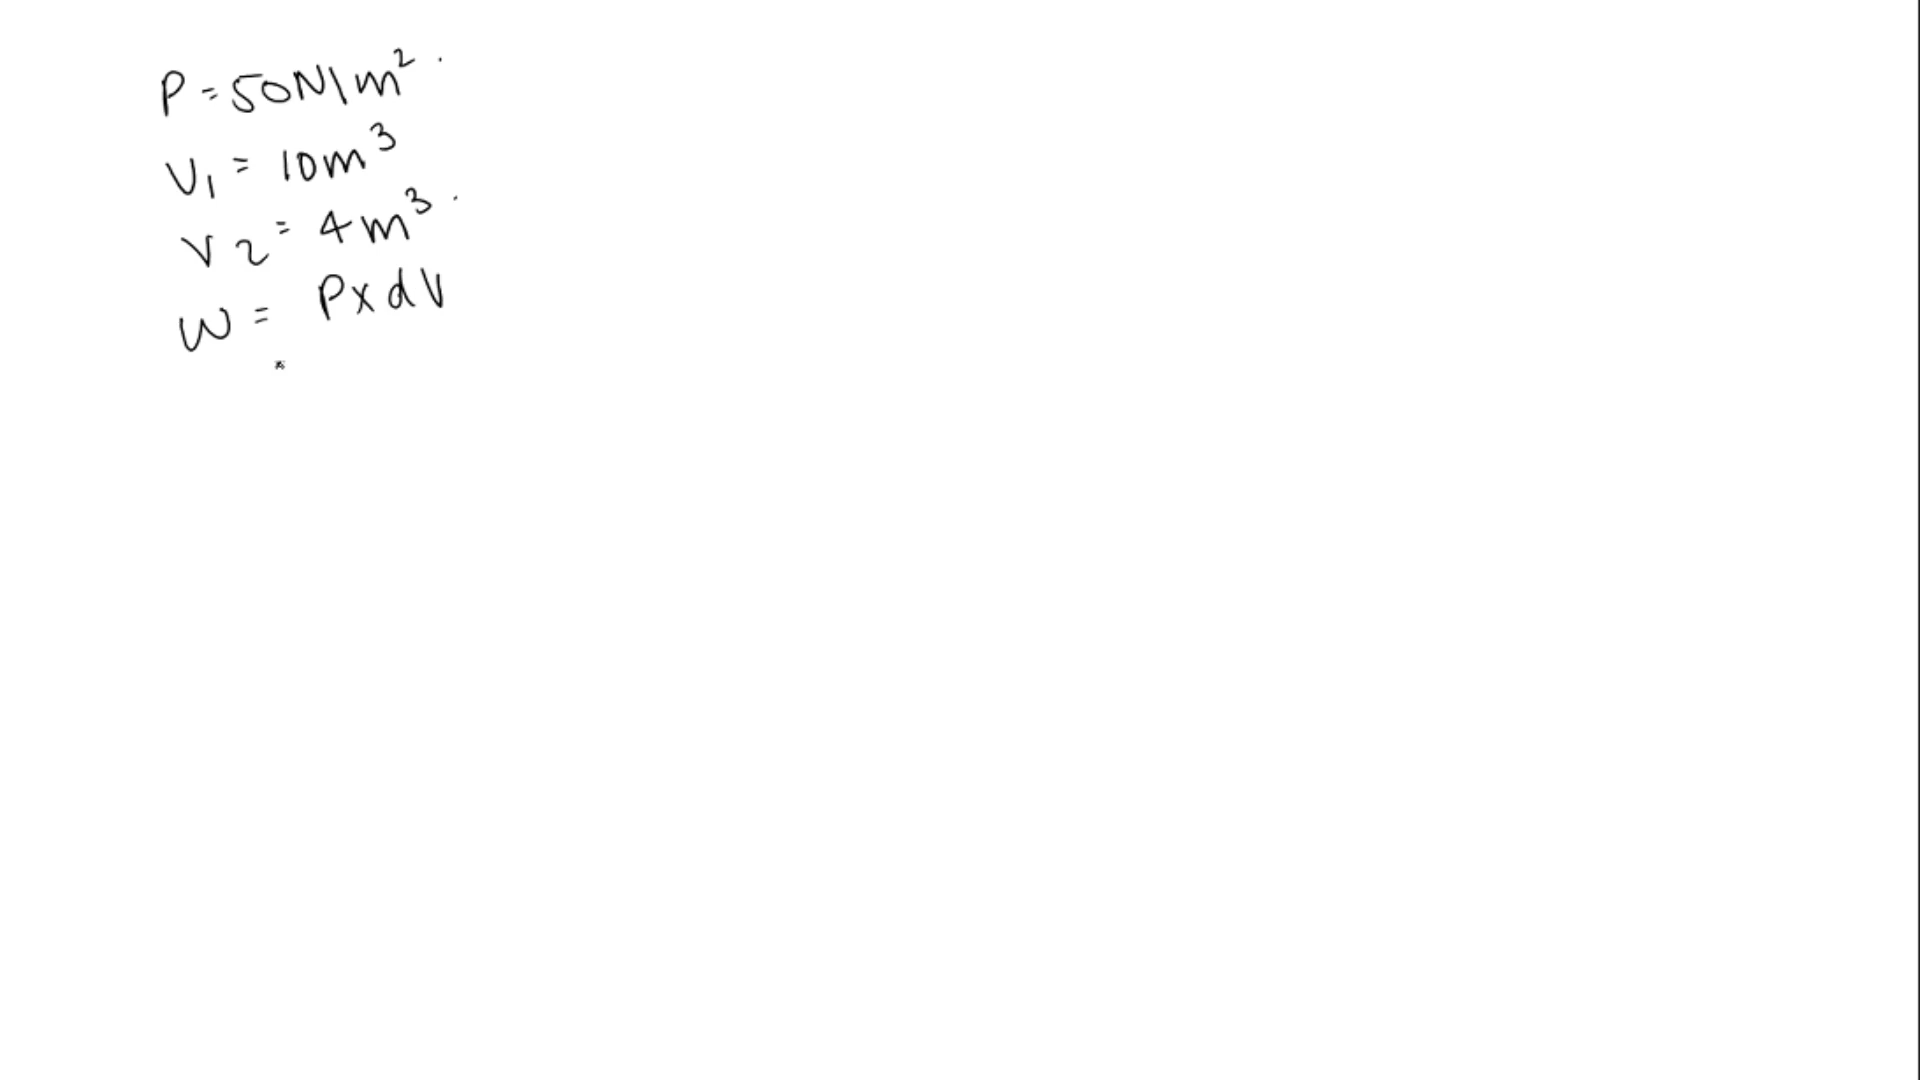 P = 50N/m².
V₁ = 10m³
V₂ = 4m³.
W = P x dV